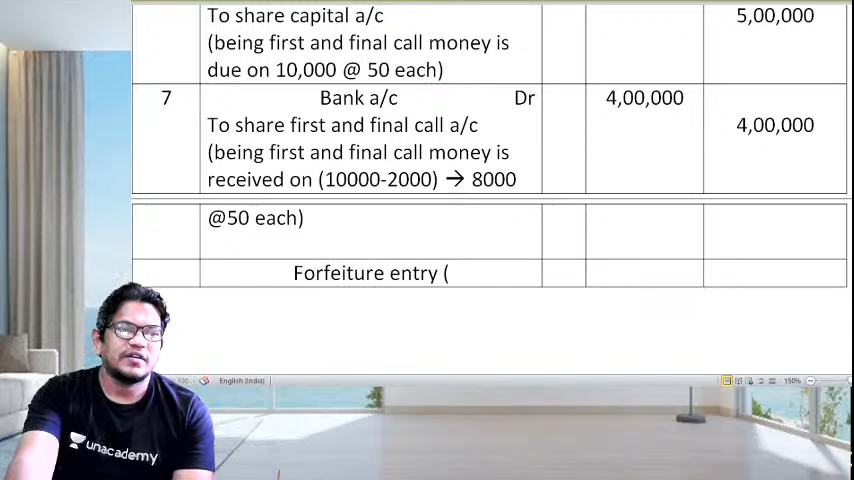 To share capital a/c
5,00,000
(being first and final call money is
due on 10,000 @ 50 each)
7
Bank a/c
Dr
4,00,000
To share first and final call a/c
4,00,000
(being first and final call money is
received on (10000-2000) → 8000
@50 each)
Forfeiture entry (
English (India)
150%
unacademy